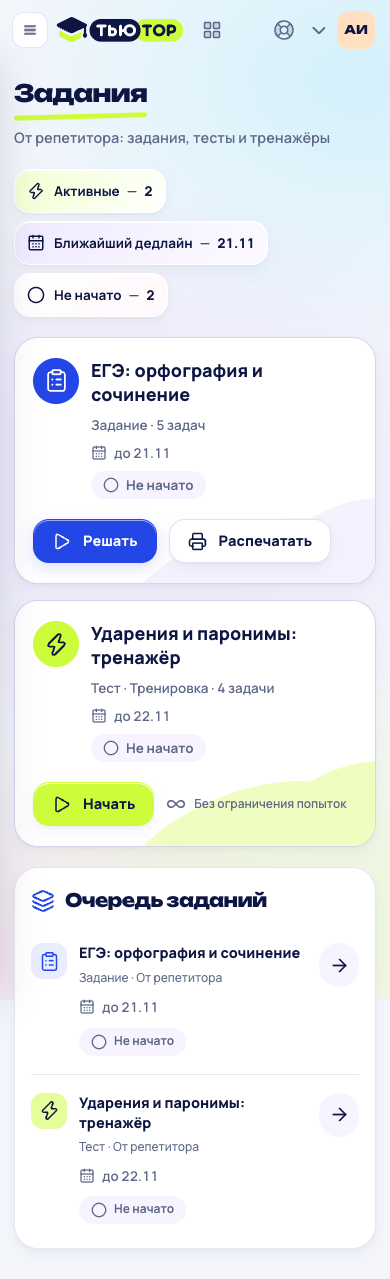 ТЬЮТОР
АИ
Задания
От репетитора: задания, тесты и тренажёры
Активные — 2
Ближайший дедлайн — 21.11
Не начато — 2
ЕГЭ: орфография и
сочинение
Задание · 5 задач
до 21.11
Не начато
Решать
Распечатать
Ударения и паронимы:
тренажёр
Тест · Тренировка · 4 задачи
до 22.11
Не начато
Начать
Без ограничения попыток
Очередь заданий
ЕГЭ: орфография и сочинение
Задание · От репетитора
до 21.11
Не начато
Ударения и паронимы:
тренажёр
Тест · От репетитора
до 22.11
Не начато